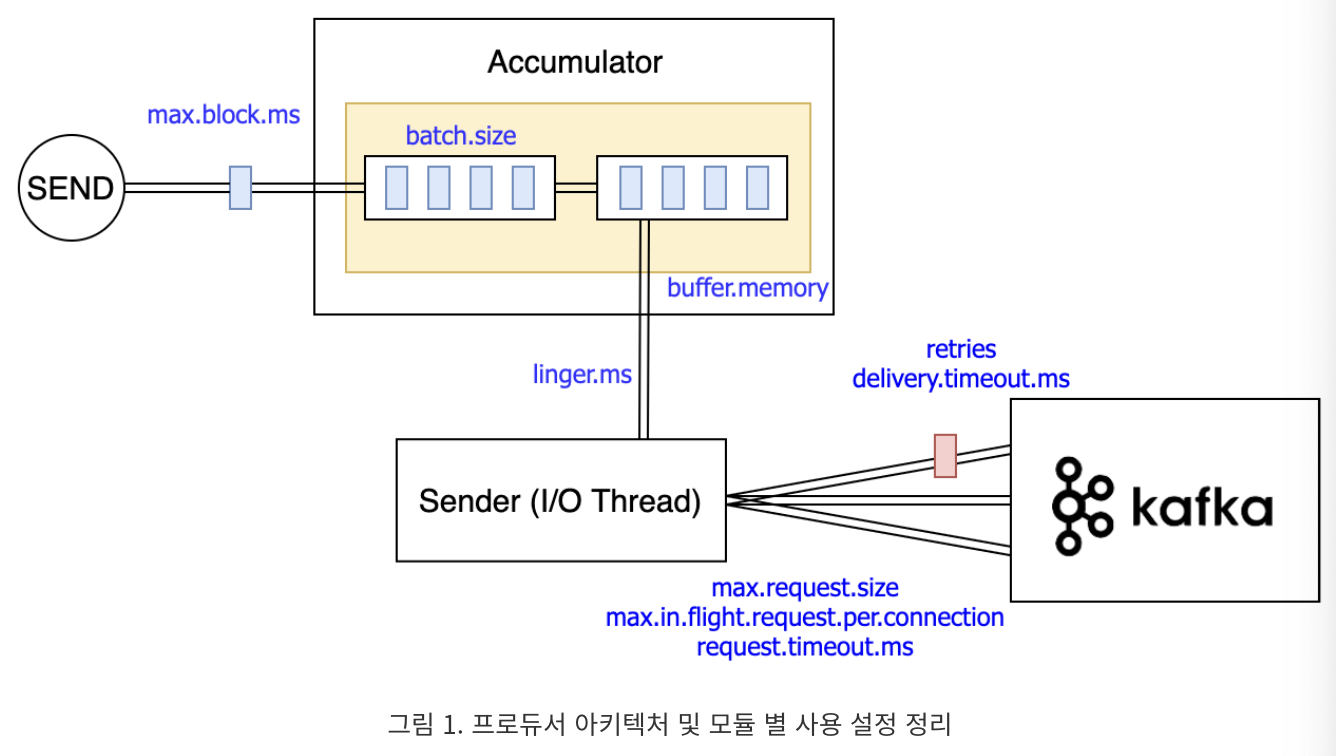 Accumulator
max.block.ms
batch.size
SEND
buffer.memory
linger.ms
retries
delivery.timeout.ms
Sender (I/O Thread)
kafka
max.request.size
max.in.flight.request.per.connection
request.timeout.ms
그림 1. 프로듀서 아키텍처 및 모듈 별 사용 설정 정리